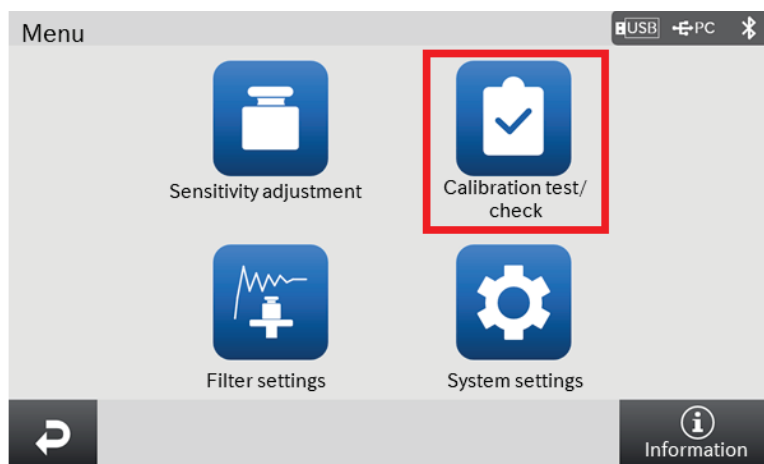 Menu
USB PC
Sensitivity adjustment
Calibration test/
check
Filter settings
System settings
Information